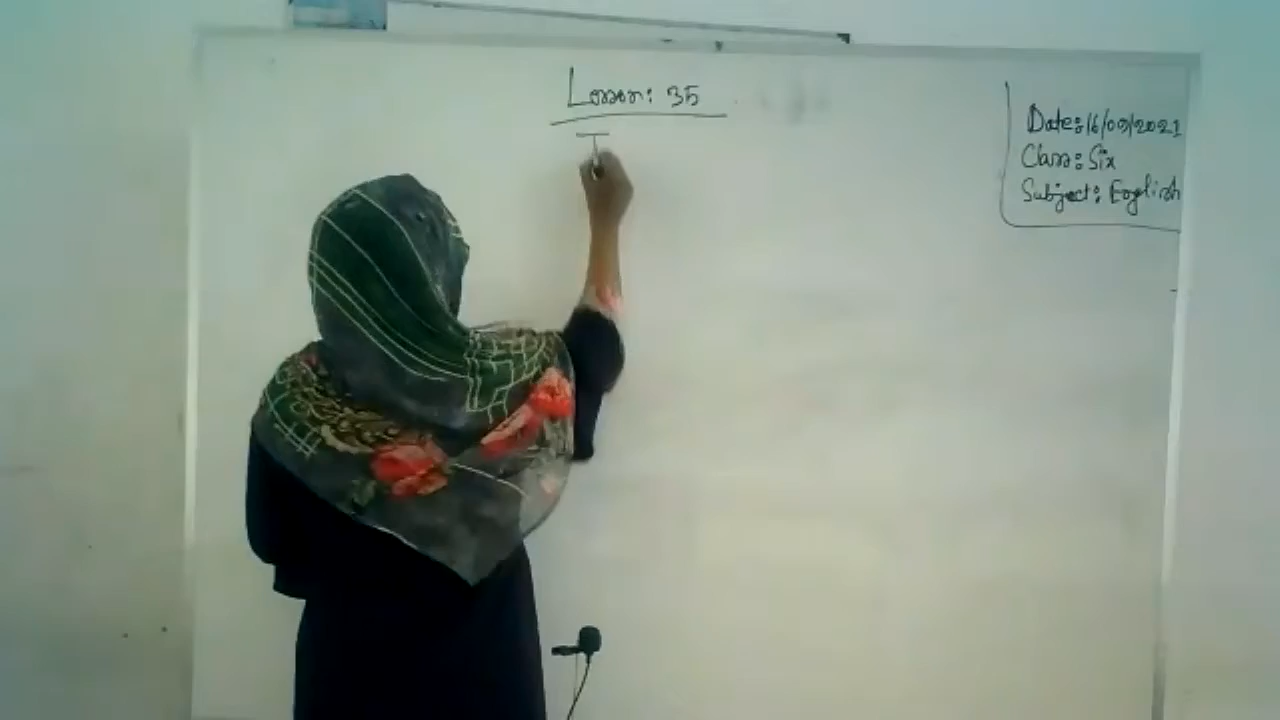 Lesson: 35
T
Date: 16/09/2021
Class: Six
Subject: English